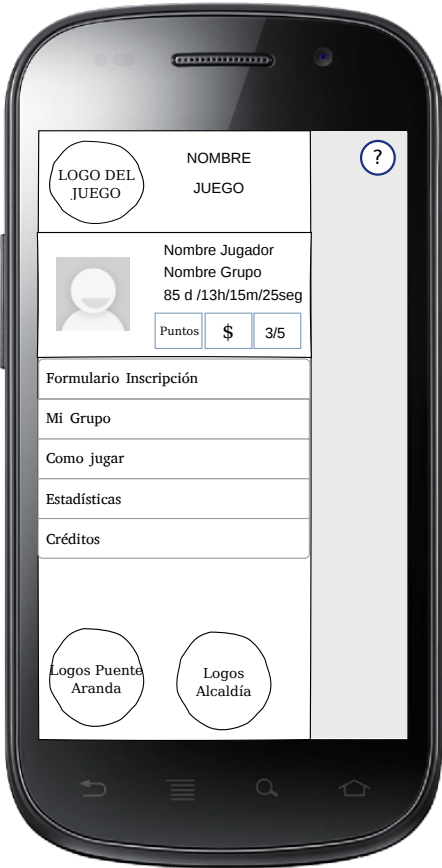 LOGO DEL
JUEGO
NOMBRE
JUEGO
?
Nombre Jugador
Nombre Grupo
85 d /13h/15m/25seg
Puntos
$
3/5
Formulario Inscripción
Mi Grupo
Como jugar
Estadísticas
Créditos
Logos Puente
Aranda
Logos
Alcaldía